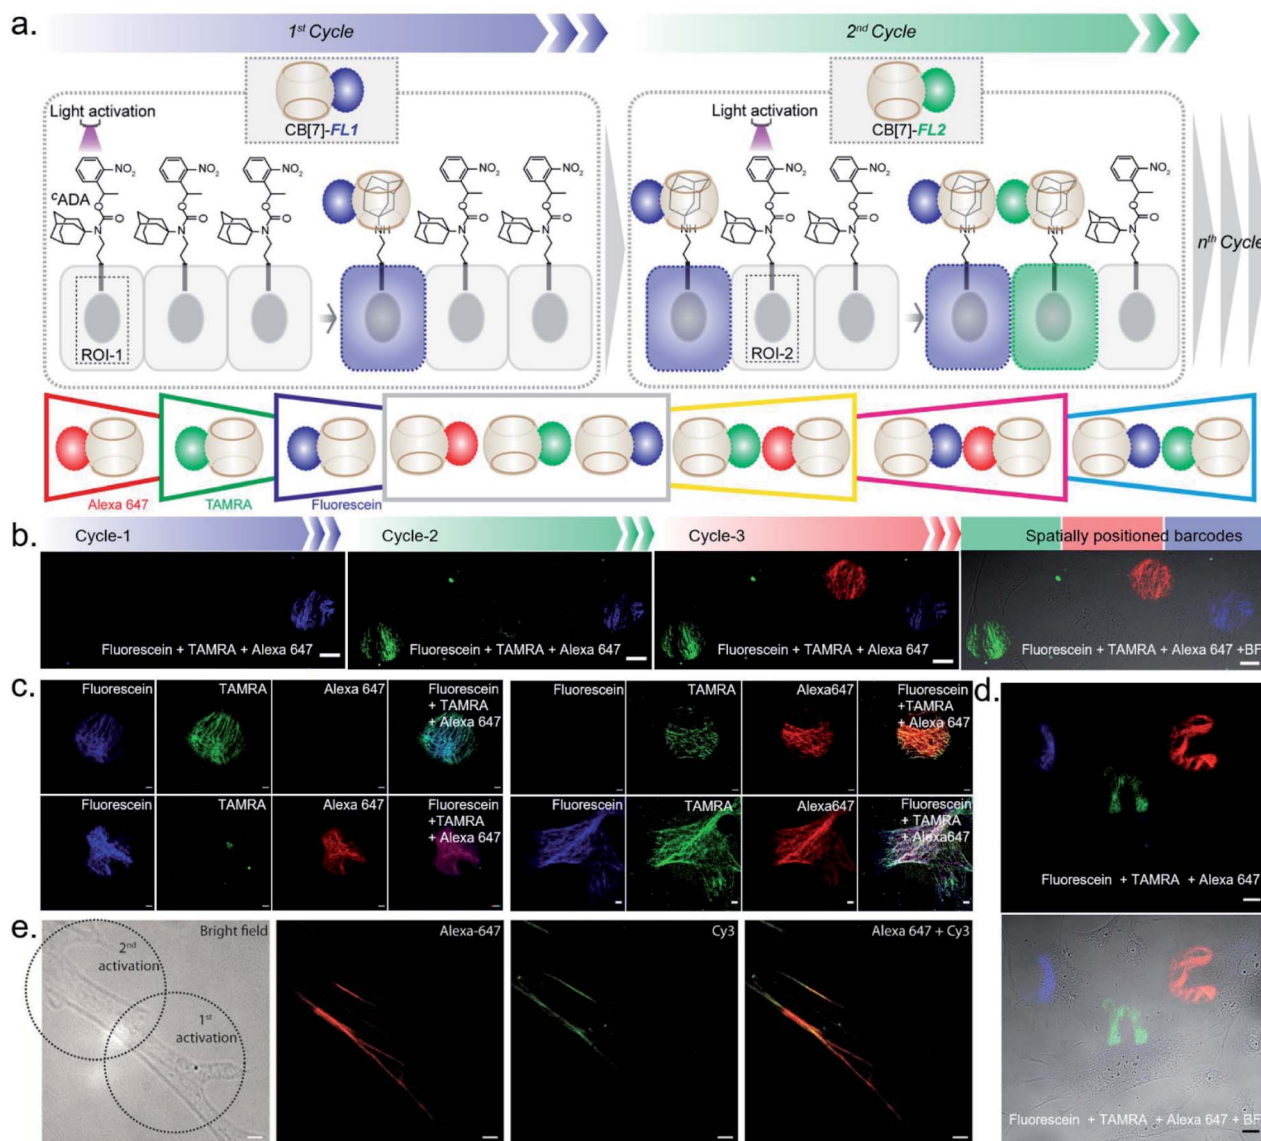 a.
1st Cycle
2nd Cycle
Light activation
CB[7]-FL1
Light activation
CB[7]-FL2
NO2
NO2
NO2
NO2
NO2
NO2
NO2
NO2
cADA
O
O
N
O
O
N
O
O
N
NH
O
O
N
O
O
N
NH
O
O
N
O
O
N
NH
NH
O
O
N
nth Cycle
ROI-1
ROI-2
Alexa 647
TAMRA
Fluorescein
b.
Cycle-1
Cycle-2
Cycle-3
Spatially positioned barcodes
Fluorescein + TAMRA + Alexa 647
Fluorescein + TAMRA + Alexa 647
Fluorescein + TAMRA + Alexa 647
Fluorescein + TAMRA + Alexa 647 +BF
c.
Fluorescein
TAMRA
Alexa 647
Fluorescein
+ TAMRA
+ Alexa 647
Fluorescein
TAMRA
Alexa647
Fluorescein
+TAMRA
+ Alexa 647
Fluorescein
TAMRA
Alexa 647
Fluorescein
+TAMRA
+ Alexa 647
Fluorescein
TAMRA
Alexa647
Fluorescein
+ TAMRA
+ Alexa647
d.
Fluorescein + TAMRA + Alexa 647
Fluorescein + TAMRA + Alexa 647 + BF
e.
Bright field
2nd
activation
1st
activation
Alexa-647
Cy3
Alexa 647 + Cy3